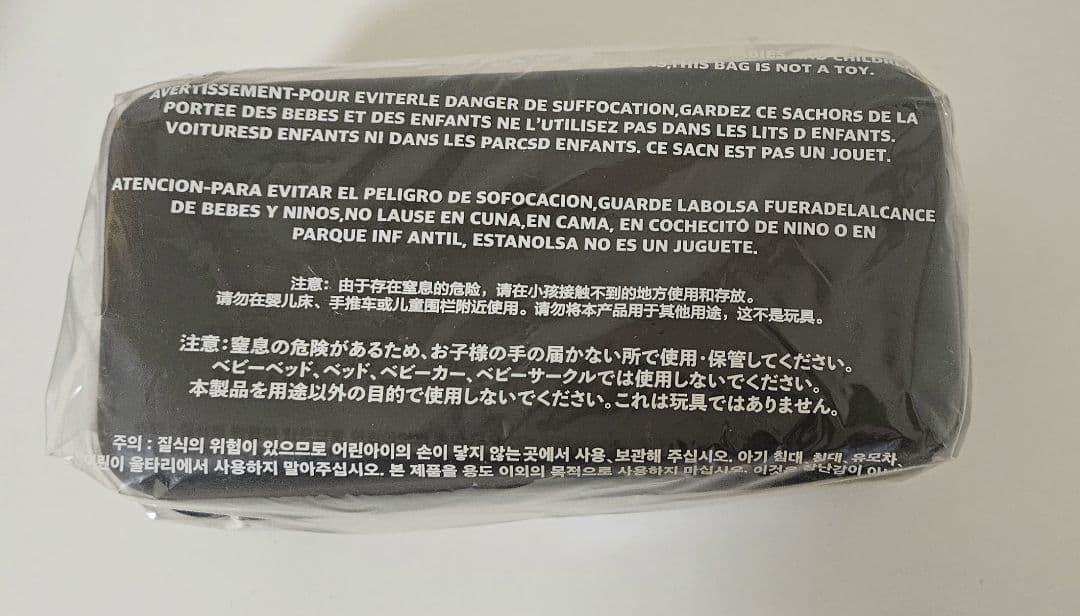 AND CHILDREN
THIS BAG IS NOT A TOY.
AVERTISSEMENT-POUR EVITERLE DANGER DE SUFFOCATION,GARDEZ CE SACHORS DE LA
PORTEE DES BEBES ET DES ENFANTS NE L'UTILISEZ PAS DANS LES LITS D ENFANTS.
VOITURESD ENFANTS NI DANS LES PARCSD ENFANTS. CE SACN EST PAS UN JOUET.
ATENCION-PARA EVITAR EL PELIGRO DE SOFOCACION,GUARDE LABOLSA FUERADELALCANCE
DE BEBES Y NINOS,NO LAUSE EN CUNA,EN CAMA, EN COCHECITÔ DE NINO O EN
PARQUE INF ANTIL, ESTANOLSA NO ES UN JUGUETE.
注意：由于存在窒息的危险，请在小孩接触不到的地方使用和存放。
请勿在婴儿床、手推车或儿童围栏附近使用。请勿将本产品用于其他用途，这不是玩具。
注意：窒息の危険があるため、お子様の手の届かない所で使用・保管してください。
ベビーベッド、ベッド、ベビーカー、ベビーサークルでは使用しないでください。
本製品を用途以外の目的で使用しないでください。これは玩具ではありません。
주의 : 질식의 위험이 있으므로 어린아이의 손이 닿지 않는 곳에서 사용、보관해 주십시오. 아기 침대、침대、유모차、
어린이 울타리에서 사용하지 말아주십시오. 본 제품을 용도 이외의 목적으로 사용하지 마십시오. 이것은 장난감이